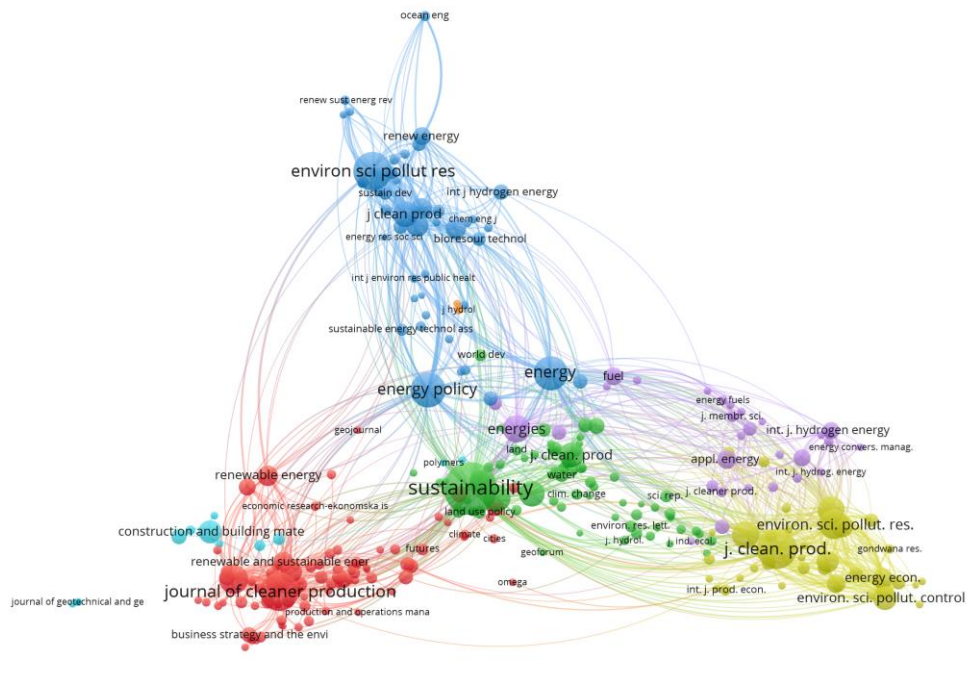 ocean eng
renew sust energ rev
renew energy
environ sci pollut res
sustain dev
int j hydrogen energy
j clean prod
chem eng j
energy res soc sci
bioresour technol
int j environ res public healt
j hydrol
sustainable energy technol ass
world dev
energy
fuel
energy policy
energy fuels
j. membr. sci.
geojournal
energies
int. j. hydrogen energy
land
energy convers. manag.
j. clean. prod
polymers
appl. energy
renewable energy
water
int. j. hydrog. energy
sustainability
clim. change
sci. rep.
j. cleaner prod.
economic research-ekonomska is
land use policy
construction and building mate
environ. res. lett.
environ. sci. pollut. res.
climate
cities
j. hydrol.
j. ind. ecol.
futures
geoforum
j. clean. prod.
gondwana res.
renewable and sustainable ener
energy econ.
omega
journal of cleaner production
int. j. prod. econ.
environ. sci. pollut. control
journal of geotechnical and ge
production and operations mana
business strategy and the envi